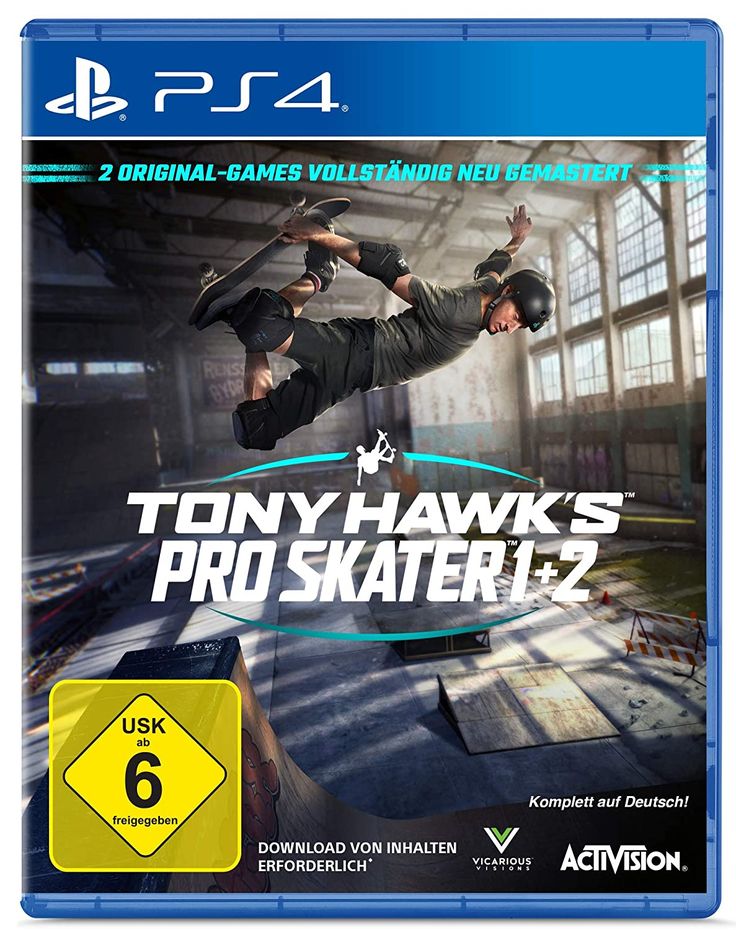 PS4®
2 ORIGINAL-GAMES VOLLSTÄNDIG NEU GEMASTERT
TONY HAWK'S™
PRO SKATER™ 1+2
USK
ab
6
freigegeben
Komplett auf Deutsch!
DOWNLOAD VON INHALTEN
ERFORDERLICH*
VICARIOUS
VISIONS
ACTIVISION®